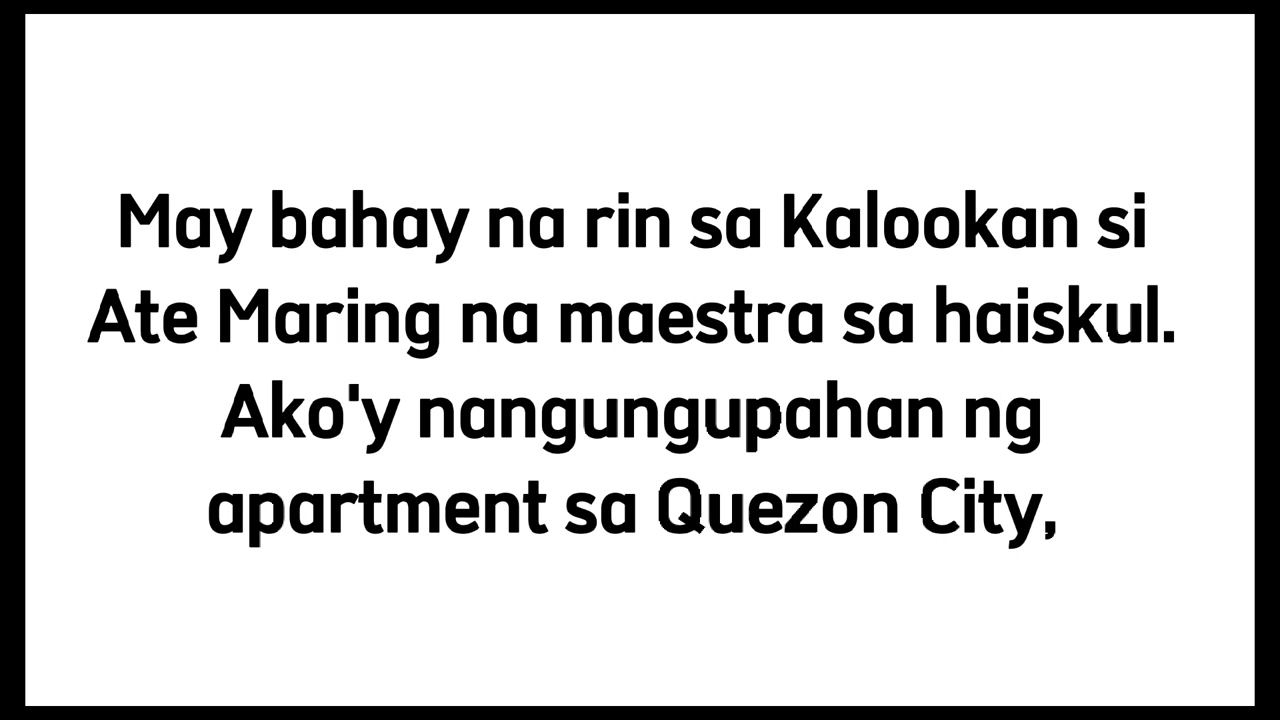 May bahay na rin sa Kalookan si
Ate Maring na maestra sa haiskul.
Ako'y nangungupahan ng
apartment sa Quezon City,